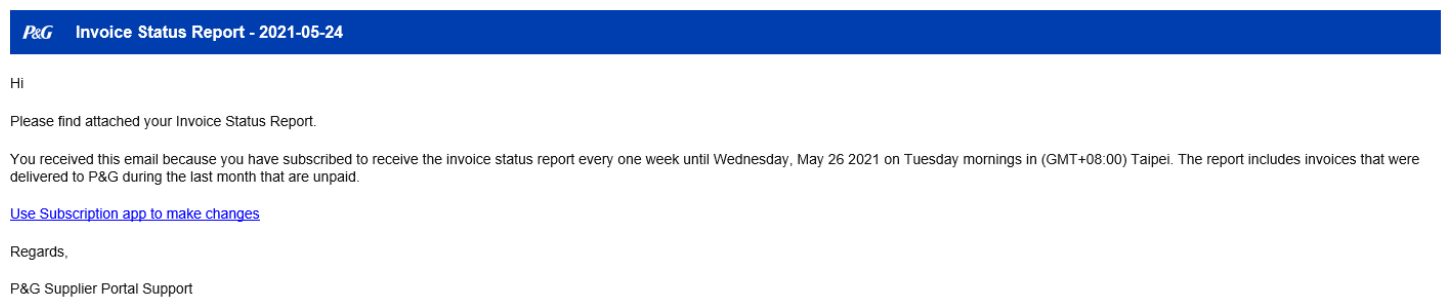 P&G Invoice Status Report - 2021-05-24
Hi
Please find attached your Invoice Status Report.
You received this email because you have subscribed to receive the invoice status report every one week until Wednesday, May 26 2021 on Tuesday mornings in (GMT+08:00) Taipei. The report includes invoices that were
delivered to P&G during the last month that are unpaid.
Use Subscription app to make changes
Regards,
P&G Supplier Portal Support